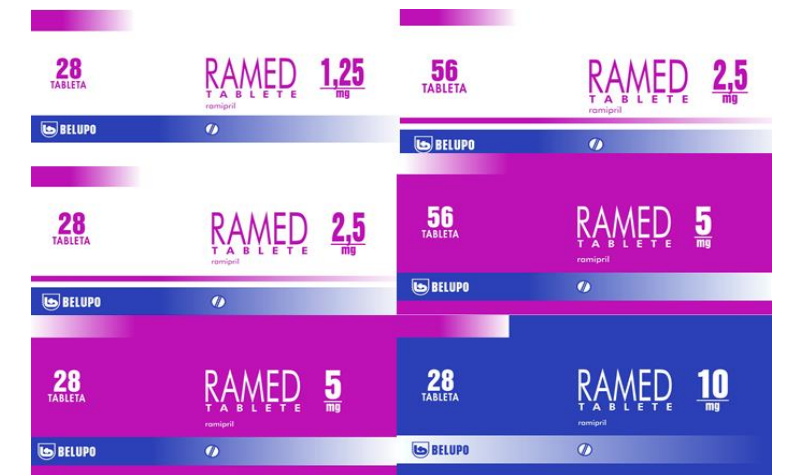 28
TABLETA
RAMED 1,25
TABLETE mg
ramipril
BELUPO
56
TABLETA
RAMED 2,5
TABLETE mg
ramipril
BELUPO
28
TABLETA
RAMED 2,5
TABLETE mg
ramipril
BELUPO
56
TABLETA
RAMED 5
TABLETE mg
ramipril
BELUPO
28
TABLETA
RAMED 5
TABLETE mg
ramipril
BELUPO
28
TABLETA
RAMED 10
TABLETE mg
ramipril
BELUPO